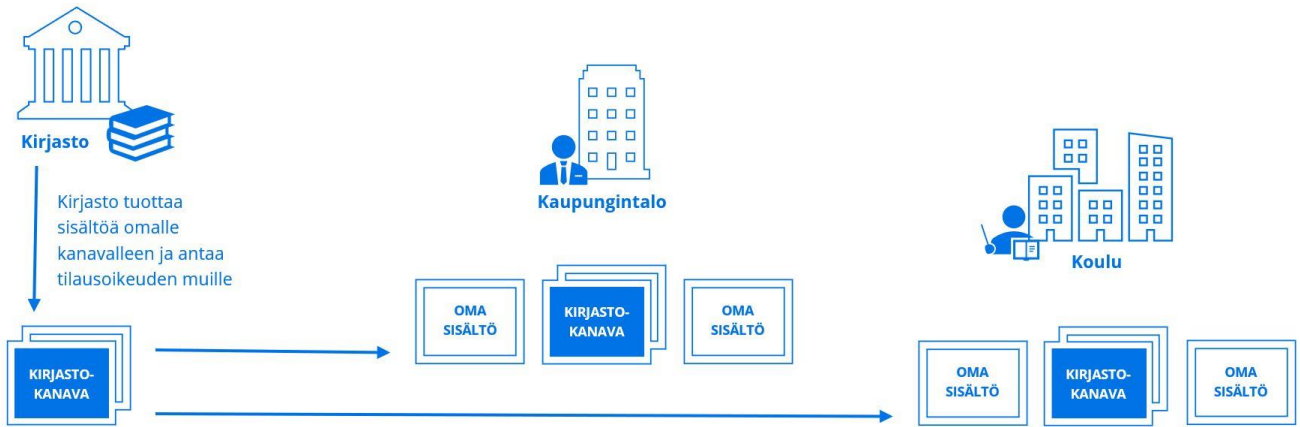 Kirjasto
Kirjasto tuottaa
sisältöä omalle
kanavalleen ja antaa
tilausoikeuden muille
KIRJASTO-
KANAVA
Kaupungintalo
OMA
SISÄLTÖ
KIRJASTO-
KANAVA
OMA
SISÄLTÖ
Koulu
OMA
SISÄLTÖ
KIRJASTO-
KANAVA
OMA
SISÄLTÖ